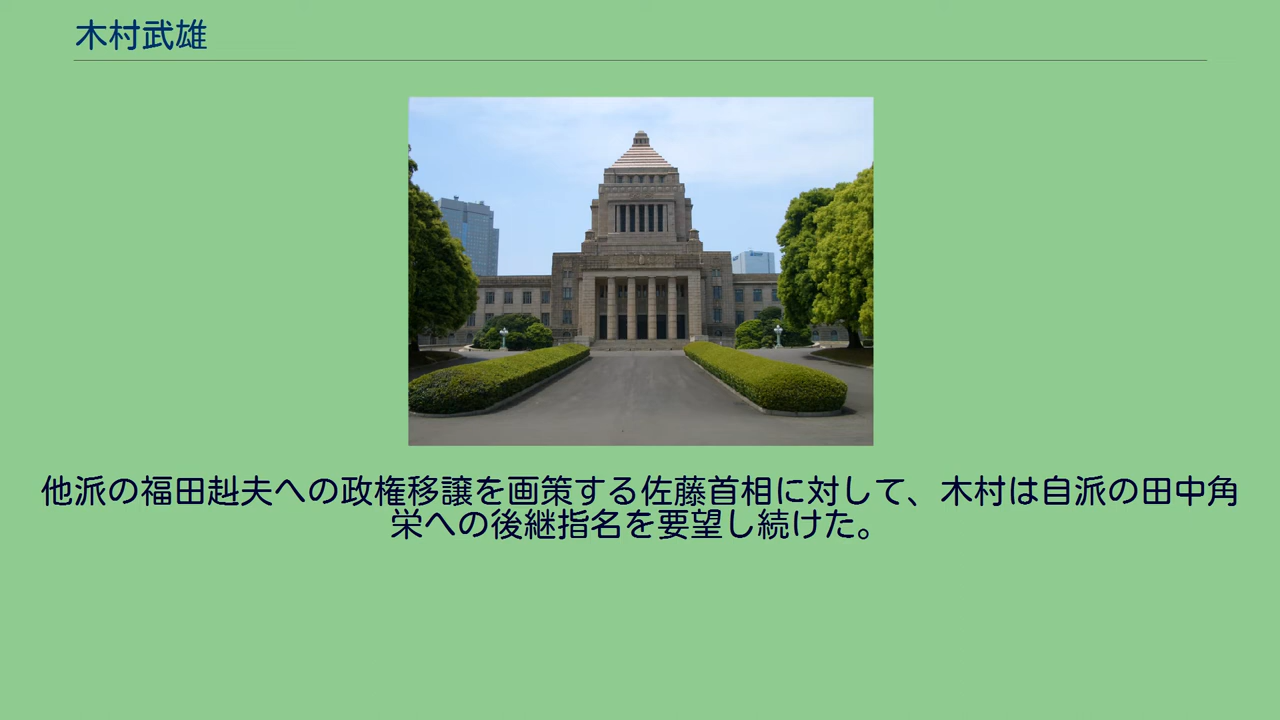 木村武雄
他派の福田赳夫への政権移譲を画策する佐藤首相に対して、木村は自派の田中角
栄への後継指名を要望し続けた。